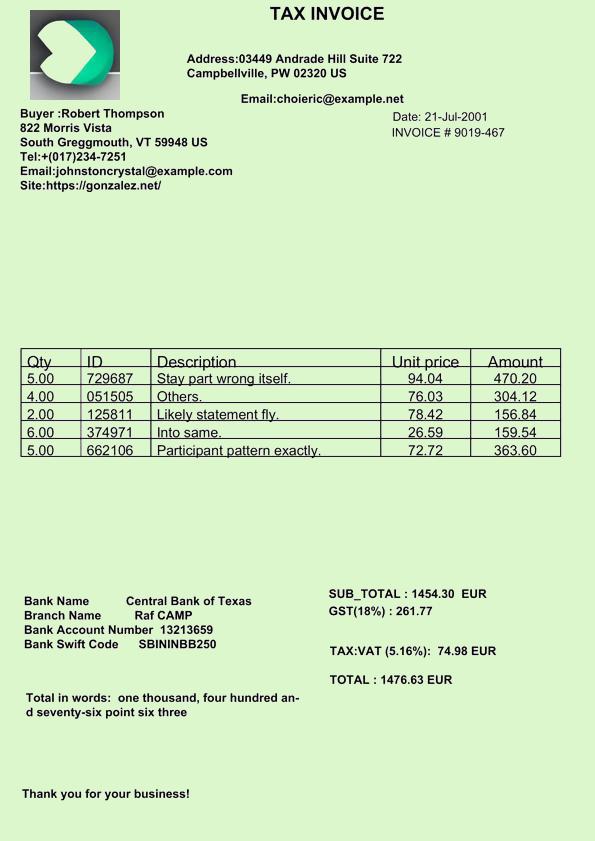 TAX INVOICE
Address:03449 Andrade Hill Suite 722
Campbellville, PW 02320 US
Email:choieric@example.net
Buyer :Robert Thompson
822 Morris Vista
South Greggmouth, VT 59948 US
Tel:+(017)234-7251
Email:johnstoncrystal@example.com
Site:https://gonzalez.net/
Date: 21-Jul-2001
INVOICE # 9019-467
Qty ID Description Unit price Amount
5.00 729687 Stay part wrong itself. 94.04 470.20
4.00 051505 Others. 76.03 304.12
2.00 125811 Likely statement fly. 78.42 156.84
6.00 374971 Into same. 26.59 159.54
5.00 662106 Participant pattern exactly. 72.72 363.60
Bank Name Central Bank of Texas
Branch Name Raf CAMP
Bank Account Number 13213659
Bank Swift Code SBININBB250
SUB_TOTAL : 1454.30 EUR
GST(18%) : 261.77
TAX:VAT (5.16%): 74.98 EUR
TOTAL : 1476.63 EUR
Total in words: one thousand, four hundred an-
d seventy-six point six three
Thank you for your business!